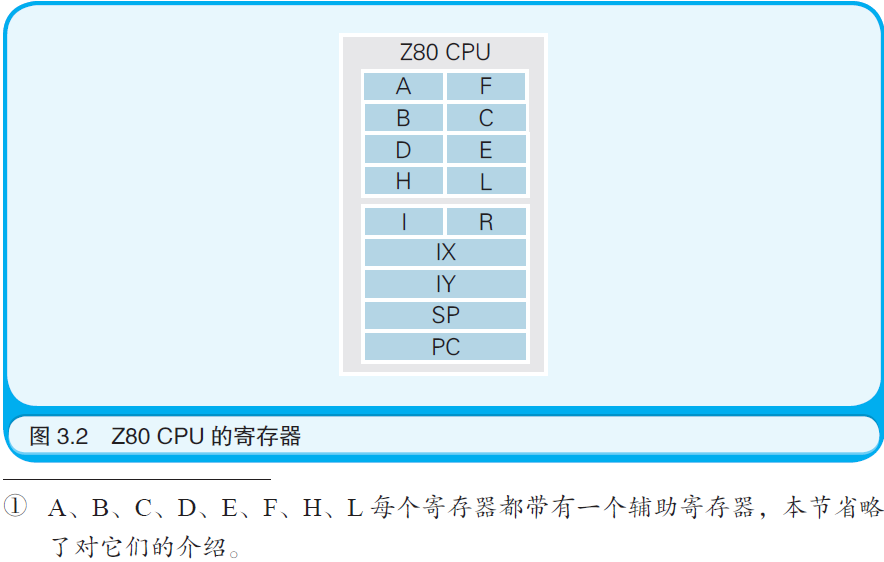 Z80 CPU
A F
B C
D E
H L
I R
IX
IY
SP
PC
图 3.2 Z80 CPU 的寄存器
① A、B、C、D、E、F、H、L 每个寄存器都带有一个辅助寄存器，本节省略
了对它们的介绍。